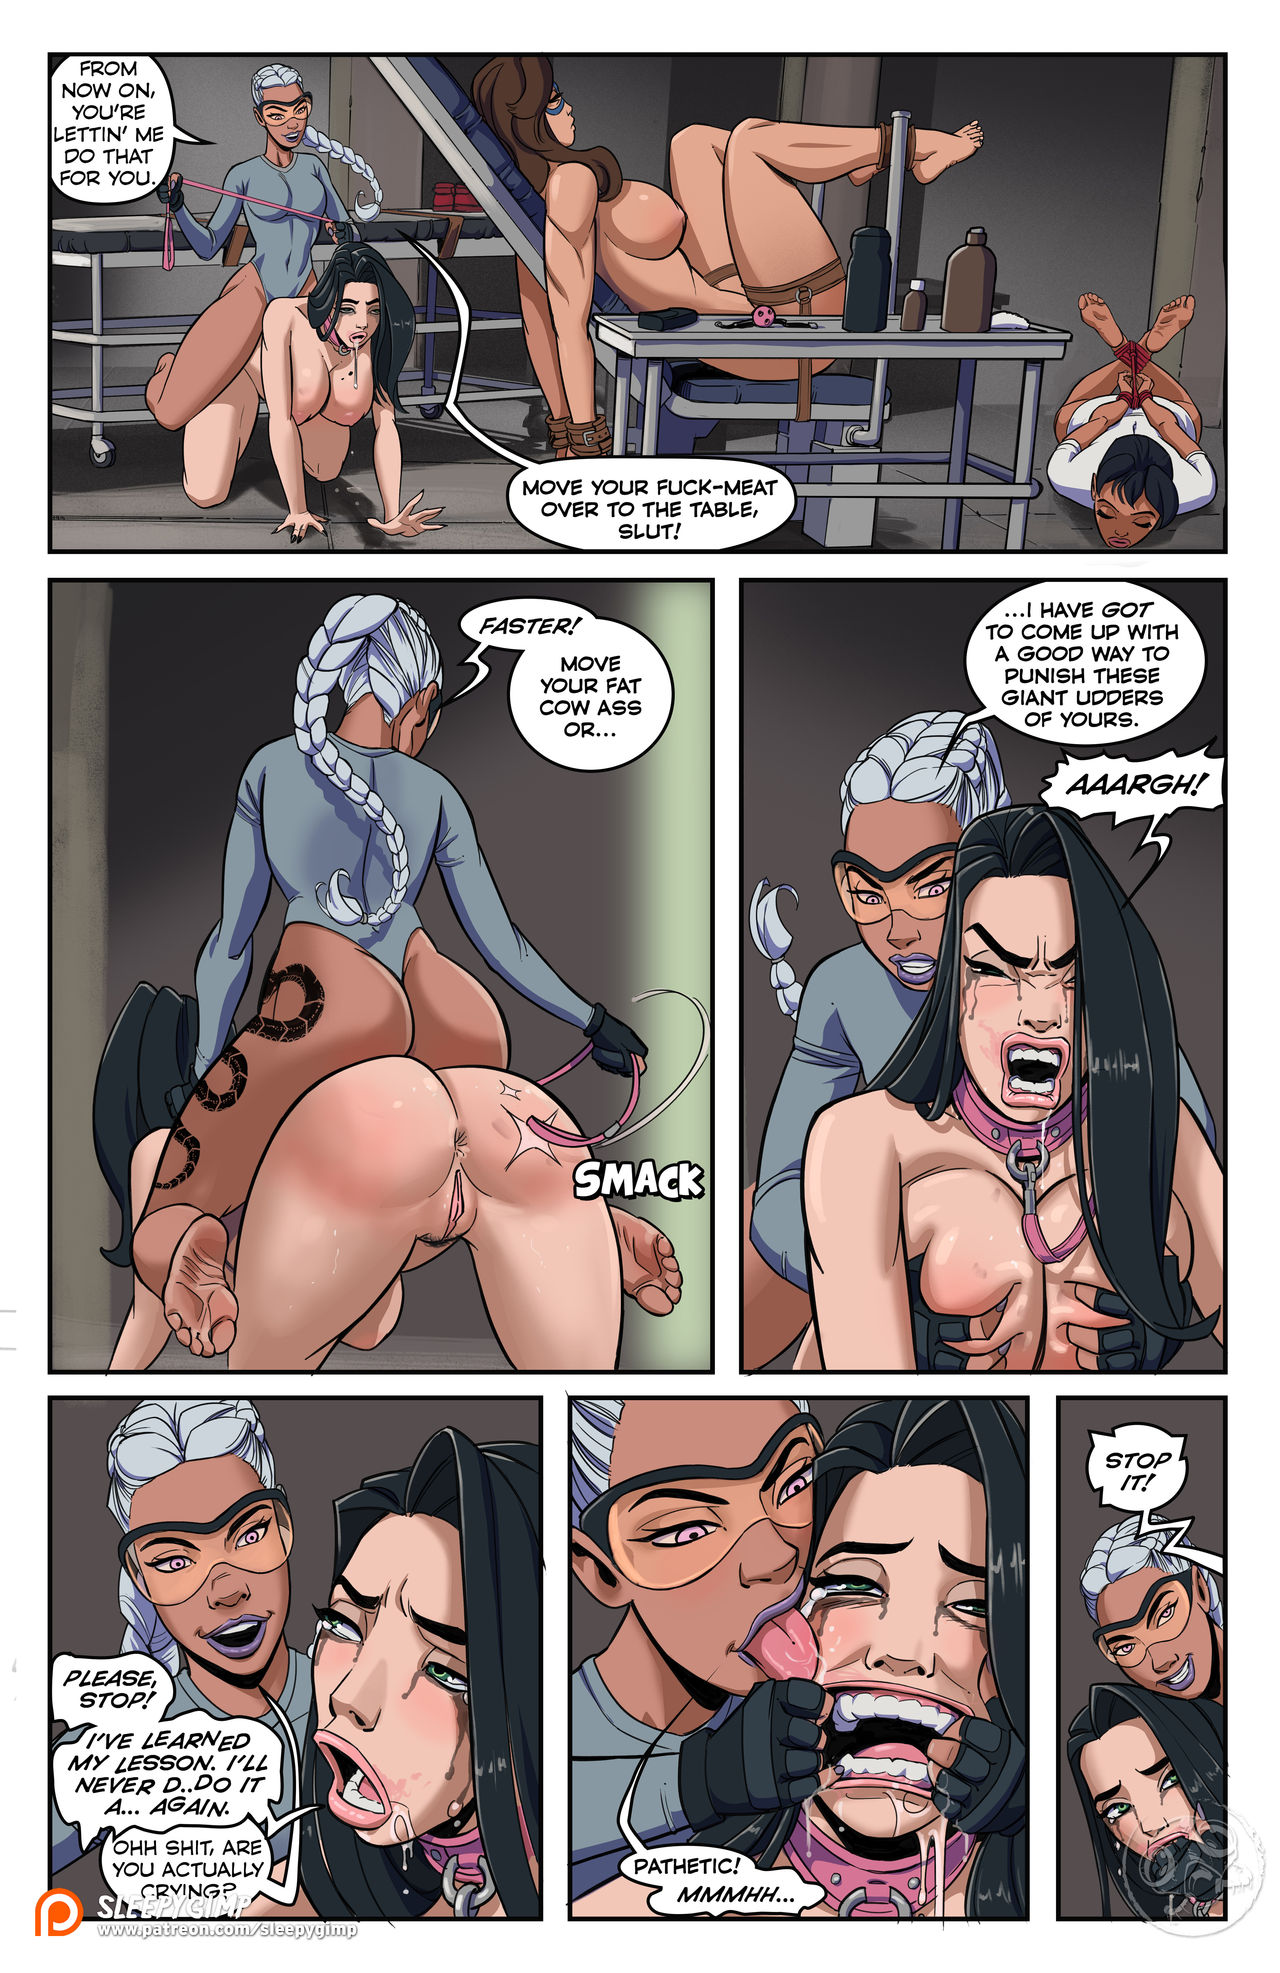 FROM
NOW ON,
YOU'RE
LETTIN' ME
DO THAT
FOR YOU.
MOVE YOUR FUCK-MEAT
OVER TO THE TABLE,
SLUT!
FASTER!
MOVE
YOUR FAT
COW ASS
OR...
SMACK
...I HAVE GOT
TO COME UP WITH
A GOOD WAY TO
PUNISH THESE
GIANT UDDERS
OF YOURS.
AAARGH!
PLEASE,
STOP!
I'VE LEARNED
MY LESSON. I'LL
NEVER D..DO IT
A... AGAIN.
OHH SHIT, ARE
YOU ACTUALLY
CRYING?
PATHETIC!
MMMHH...
STOP
IT!
SLEEPYGIMP
www.patreon.com/sleepygimp